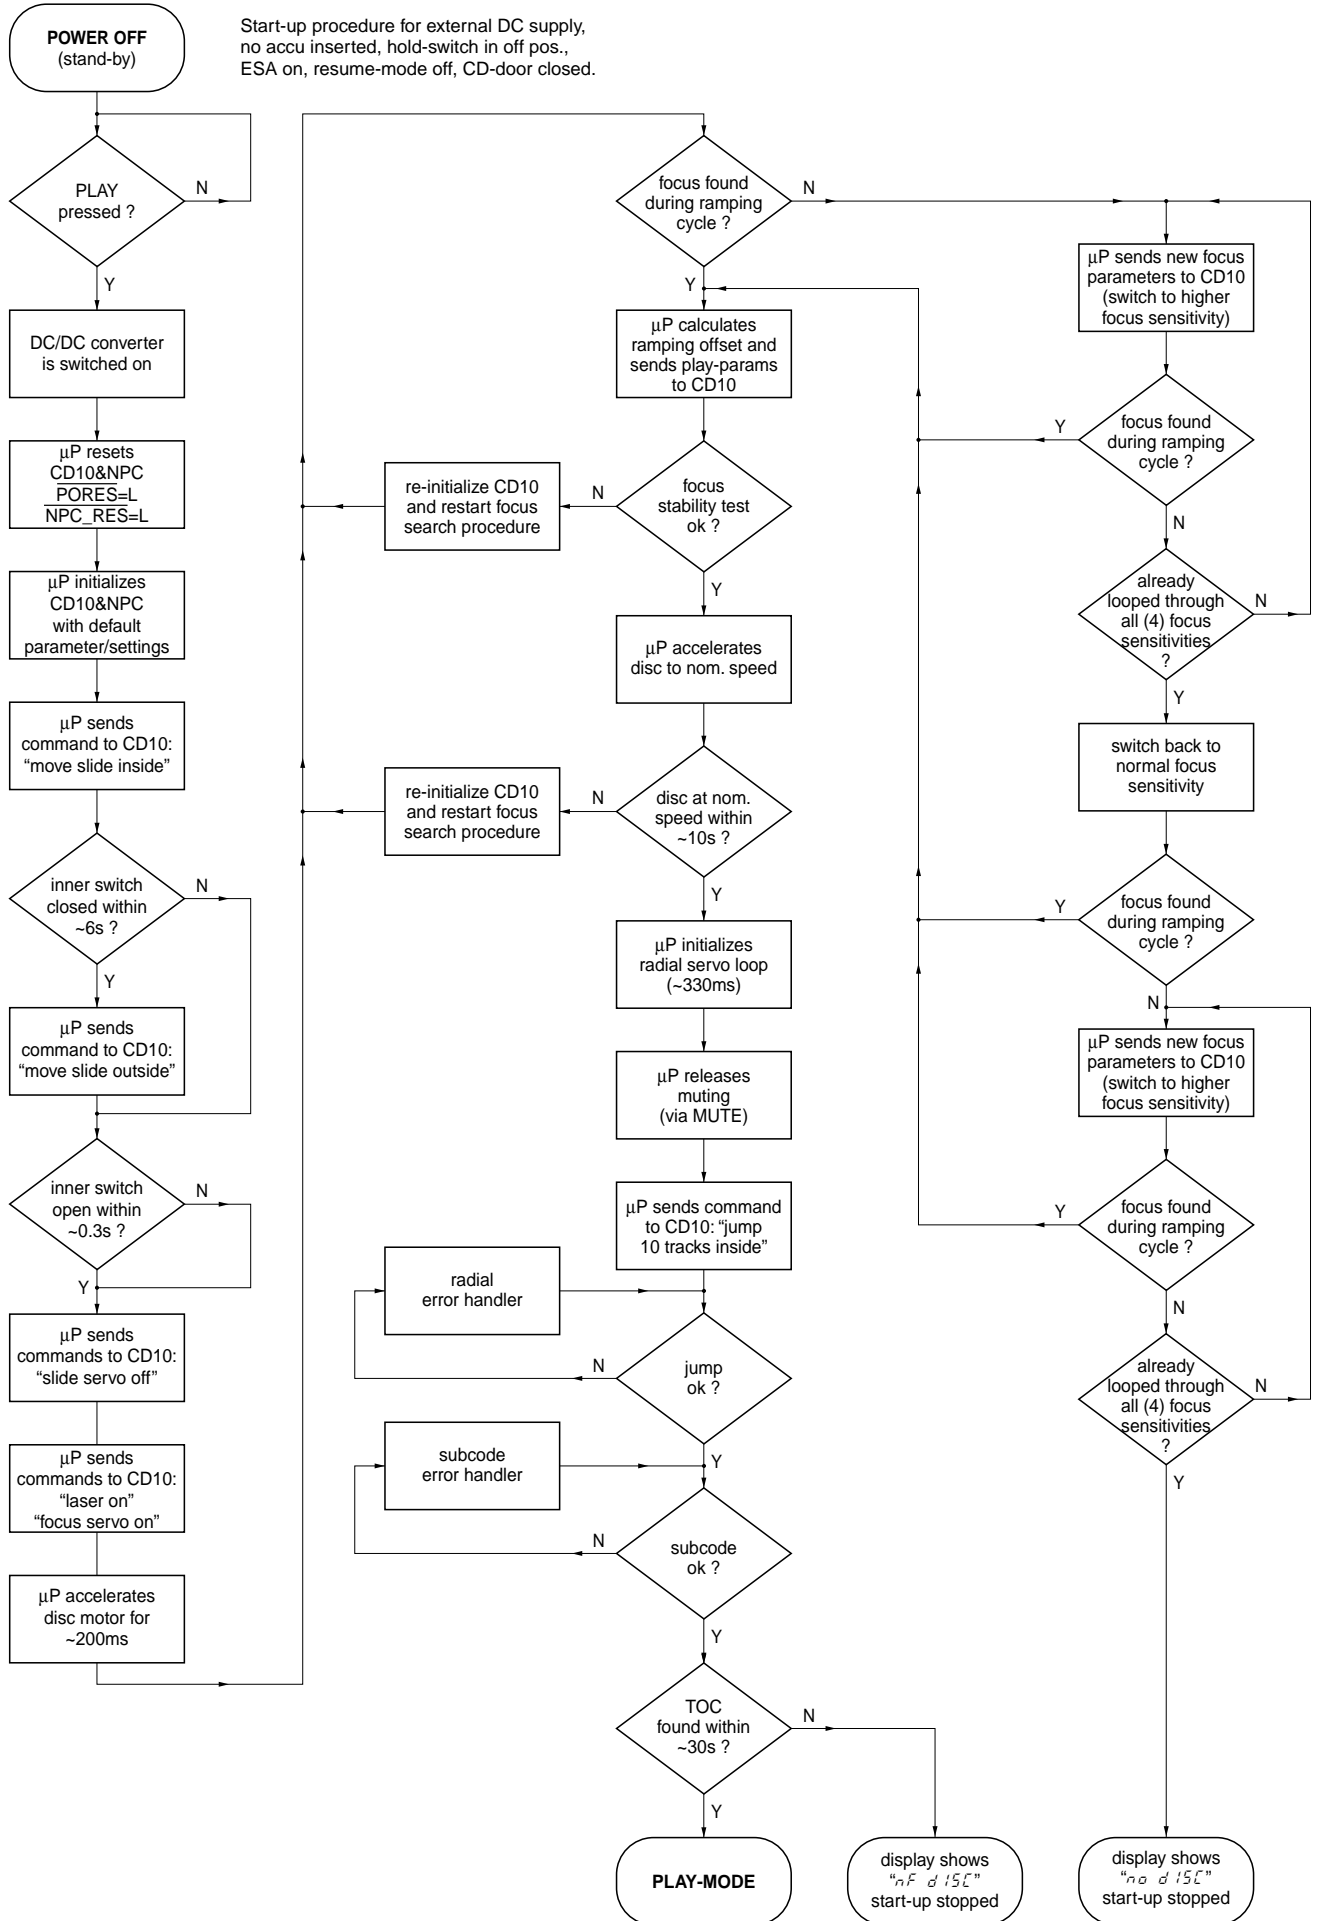 POWER OFF
(stand-by)
Start-up procedure for external DC supply,
no accu inserted, hold-switch in off pos.,
ESA on, resume-mode off, CD-door closed.
PLAY
pressed ?
N
Y
DC/DC converter
is switched on
µP resets
CD10&NPC
PORES=L
NPC_RES=L
µP initializes
CD10&NPC
with default
parameter/settings
µP sends
command to CD10:
“move slide inside”
inner switch
closed within
~6s ?
N
Y
µP sends
command to CD10:
“move slide outside”
inner switch
open within
~0.3s ?
N
Y
µP sends
commands to CD10:
“slide servo off”
µP sends
commands to CD10:
“laser on”
“focus servo on”
µP accelerates
disc motor for
~200ms
focus found
during ramping
cycle ?
N
Y
µP calculates
ramping offset and
sends play-params
to CD10
focus
stability test
ok ?
N
re-initialize CD10
and restart focus
search procedure
Y
µP accelerates
disc to nom. speed
disc at nom.
speed within
~10s ?
N
re-initialize CD10
and restart focus
search procedure
Y
µP initializes
radial servo loop
(~330ms)
µP releases
muting
(via MUTE)
µP sends command
to CD10: “jump
10 tracks inside”
radial
error handler
jump
ok ?
N
Y
subcode
error handler
subcode
ok ?
N
Y
TOC
found within
~30s ?
N
Y
PLAY-MODE
display shows
“nF dISC”
start-up stopped
µP sends new focus
parameters to CD10
(switch to higher
focus sensitivity)
focus found
during ramping
cycle ?
Y
N
already
looped through
all (4) focus
sensitivities
?
N
Y
switch back to
normal focus
sensitivity
focus found
during ramping
cycle ?
Y
N
µP sends new focus
parameters to CD10
(switch to higher
focus sensitivity)
focus found
during ramping
cycle ?
Y
N
already
looped through
all (4) focus
sensitivities
?
N
Y
display shows
“no dISC”
start-up stopped